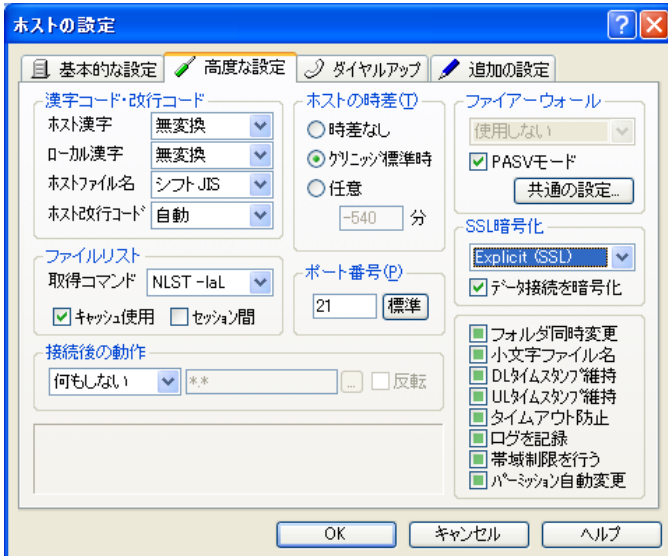 ホストの設定
基本的な設定 高度な設定 ダイヤルアップ 追加の設定
漢字コード・改行コード
ホスト漢字 無変換
ローカル漢字 無変換
ホストファイル名 シフトJIS
ホスト改行コード 自動
ファイルリスト
取得コマンド NLST -laL
キャッシュ使用 セッション間
接続後の動作
何もしない *.* ... 反転
ホストの時差(T)
時差なし
グリニッジ標準時
任意
-540 分
ポート番号(P)
21 標準
ファイアーウォール
使用しない
PASVモード
共通の設定...
SSL暗号化
Explicit (SSL)
データ接続を暗号化
フォルダ同時変更
小文字ファイル名
DLタイムスタンプ維持
ULタイムスタンプ維持
タイムアウト防止
ログを記録
帯域制限を行う
パーミッション自動変更
OK キャンセル ヘルプ